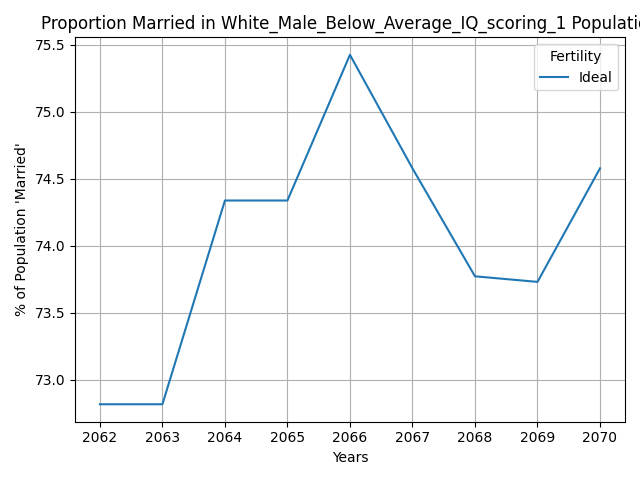 Proportion Married in White_Male_Below_Average_IQ_scoring_1 Populatio
Fertility
Ideal
75.5
75.0
74.5
74.0
73.5
73.0
% of Population 'Married'
2062 2063 2064 2065 2066 2067 2068 2069 2070
Years